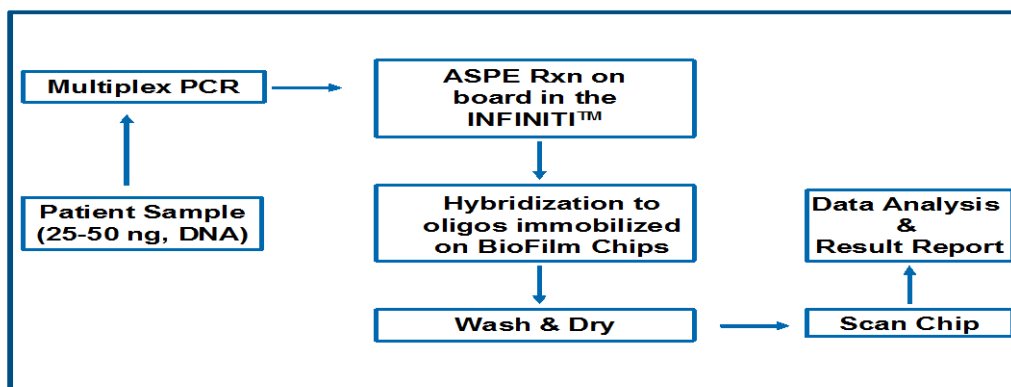 Multiplex PCR
Patient Sample
(25-50 ng, DNA)
ASPE Rxn on
board in the
INFINITI™
Hybridization to
oligos immobilized
on BioFilm Chips
Wash & Dry
Scan Chip
Data Analysis
&
Result Report